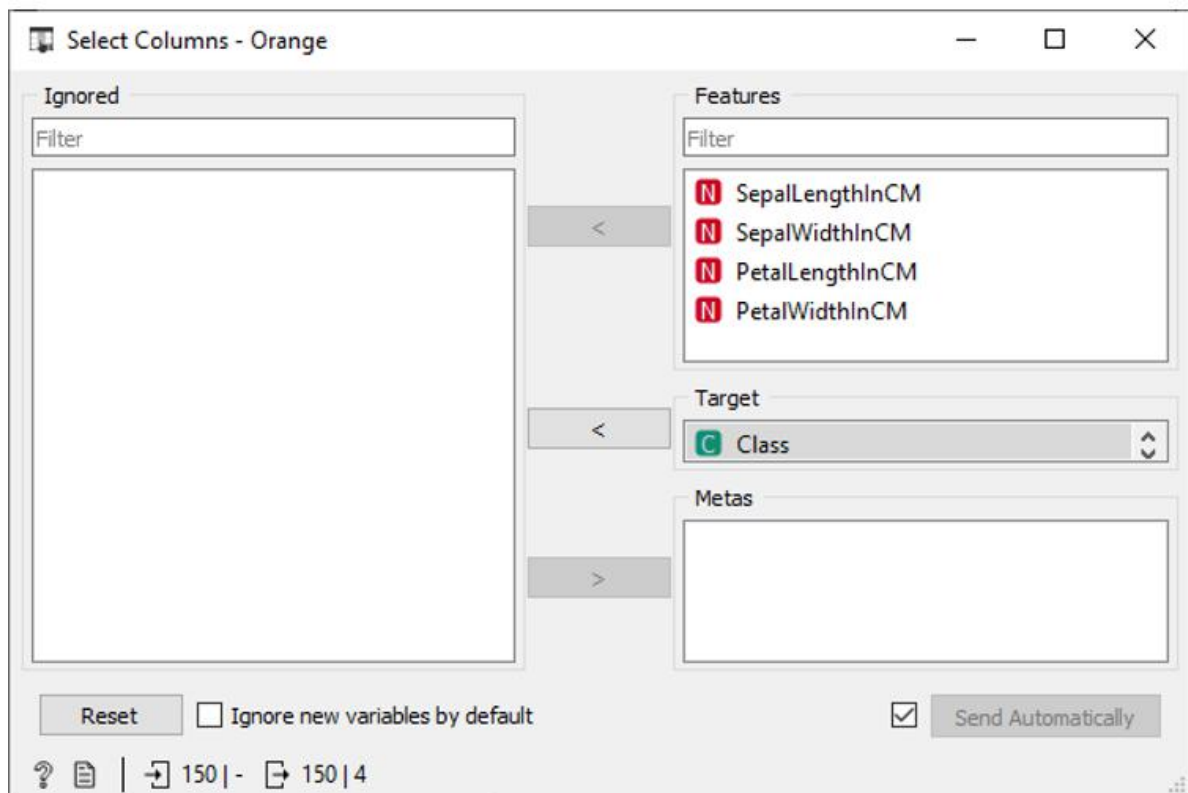 Select Columns - Orange
Ignored
Filter
<
<
>
Features
Filter
N SepalLengthInCM
N SepalWidthInCM
N PetalLengthInCM
N PetalWidthInCM
Target
C Class
Metas
Reset
Ignore new variables by default
Send Automatically
? 150 | - 150 | 4